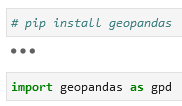 # pip install geopandas
import geopandas as gpd